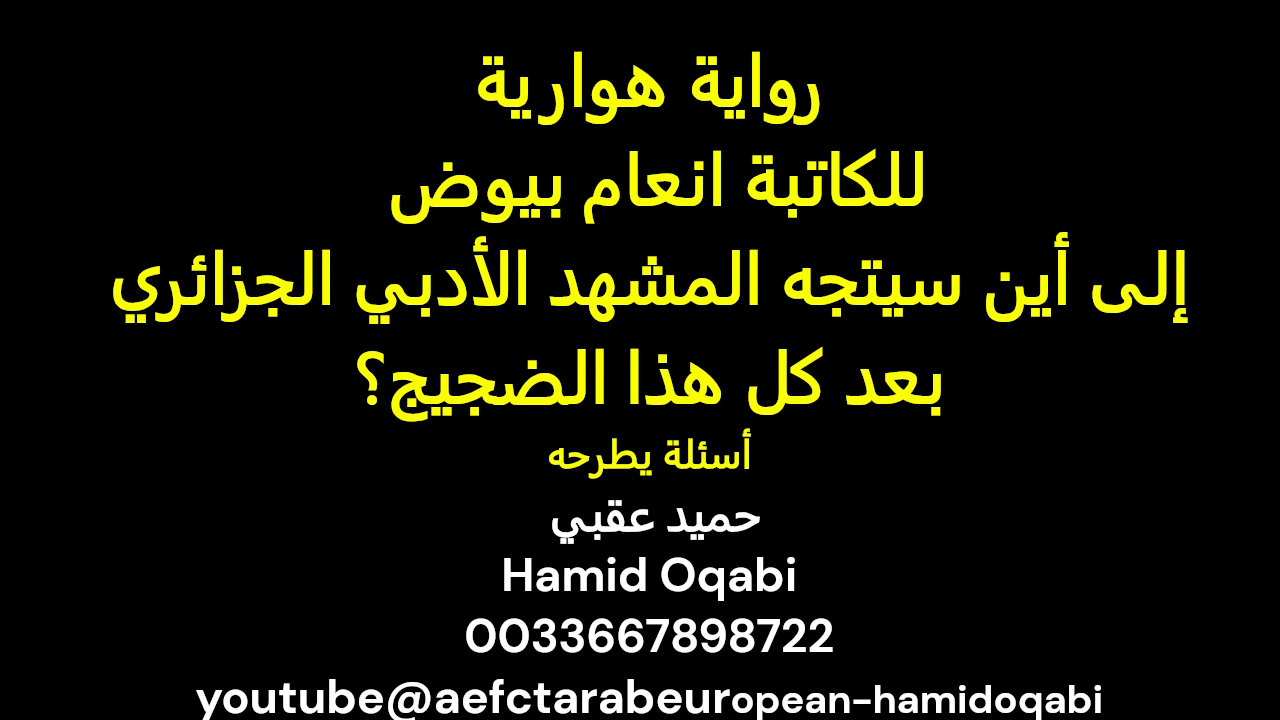 رواية هوارية
للكاتبة انعام بيوض
إلى أين سيتجه المشهد الأدبي الجزائري
بعد كل هذا الضجيج؟
أسئلة يطرحه
حميد عقبي
Hamid Oqabi
0033667898722
youtube@aefctarabeuropean-hamidoqabi